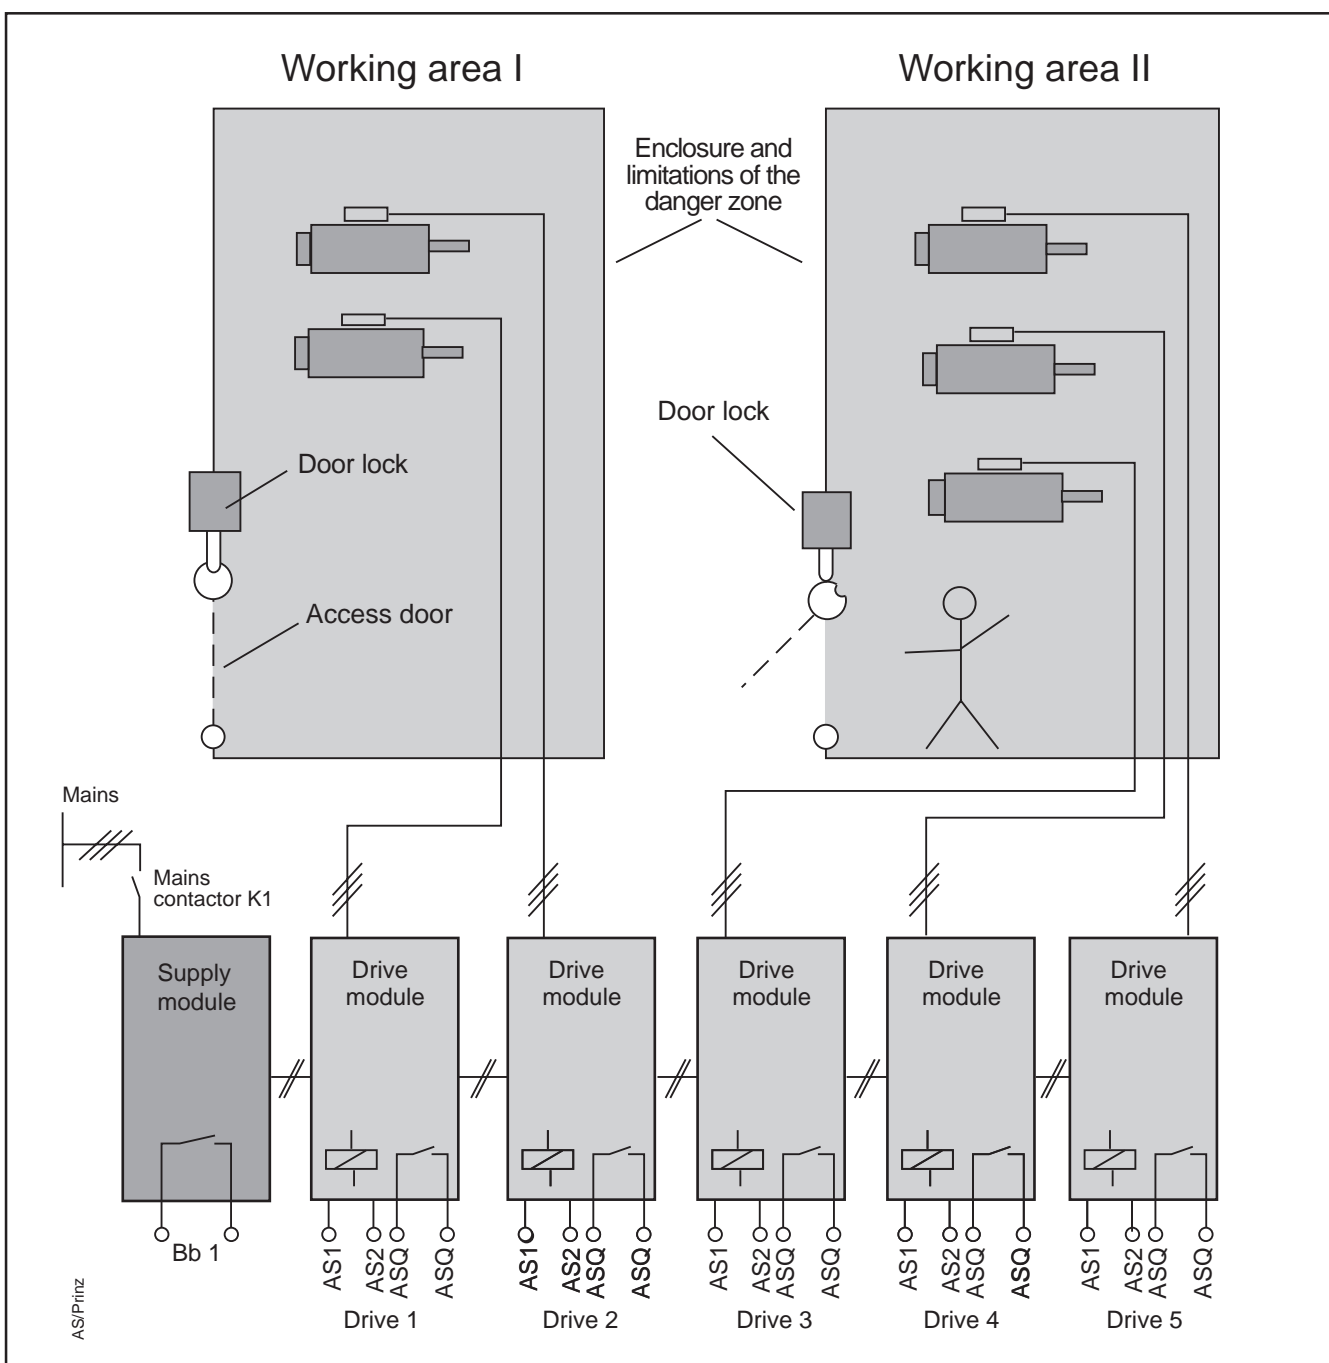 Working area I
Working area II
Enclosure and
limitations of the
danger zone
Door lock
Door lock
Access door
Mains
Mains
contactor K1
Supply
module
Drive
module
Drive
module
Drive
module
Drive
module
Drive
module
Bb 1
AS1
AS2
ASQ
ASQ
AS1
AS2
ASQ
ASQ
AS1
AS2
ASQ
ASQ
AS1
AS2
ASQ
ASQ
AS1
AS2
ASQ
ASQ
Drive 1
Drive 2
Drive 3
Drive 4
Drive 5
AS/Prinz